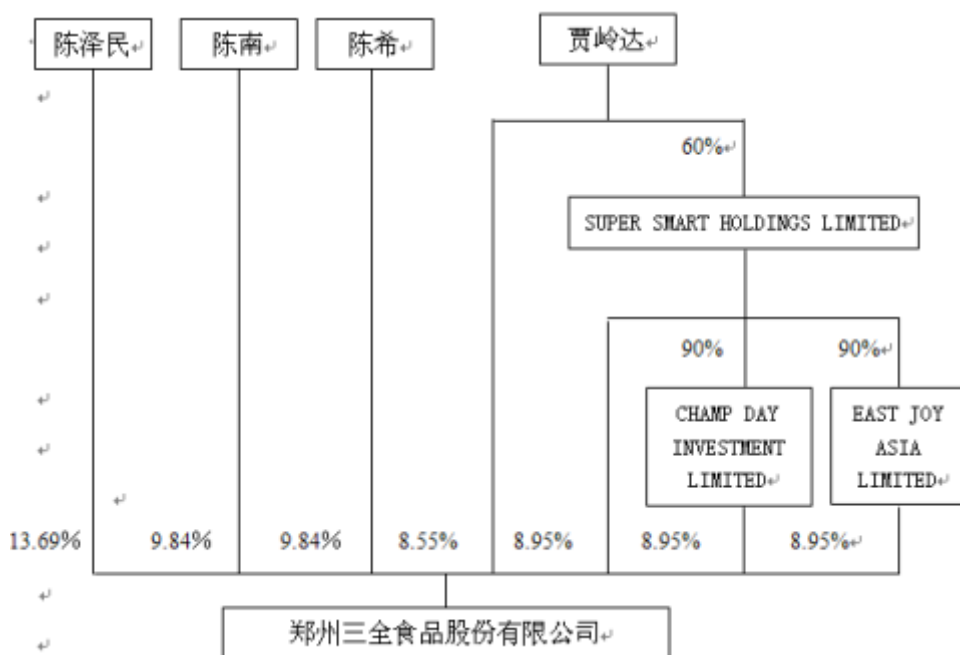 陈泽民
陈南
陈希
贾岭达
60%
SUPER SMART HOLDINGS LIMITED
90%
90%
CHAMP DAY
INVESTMENT
LIMITED
EAST JOY
ASIA
LIMITED
13.69%
9.84%
9.84%
8.55%
8.95%
8.95%
8.95%
郑州三全食品股份有限公司